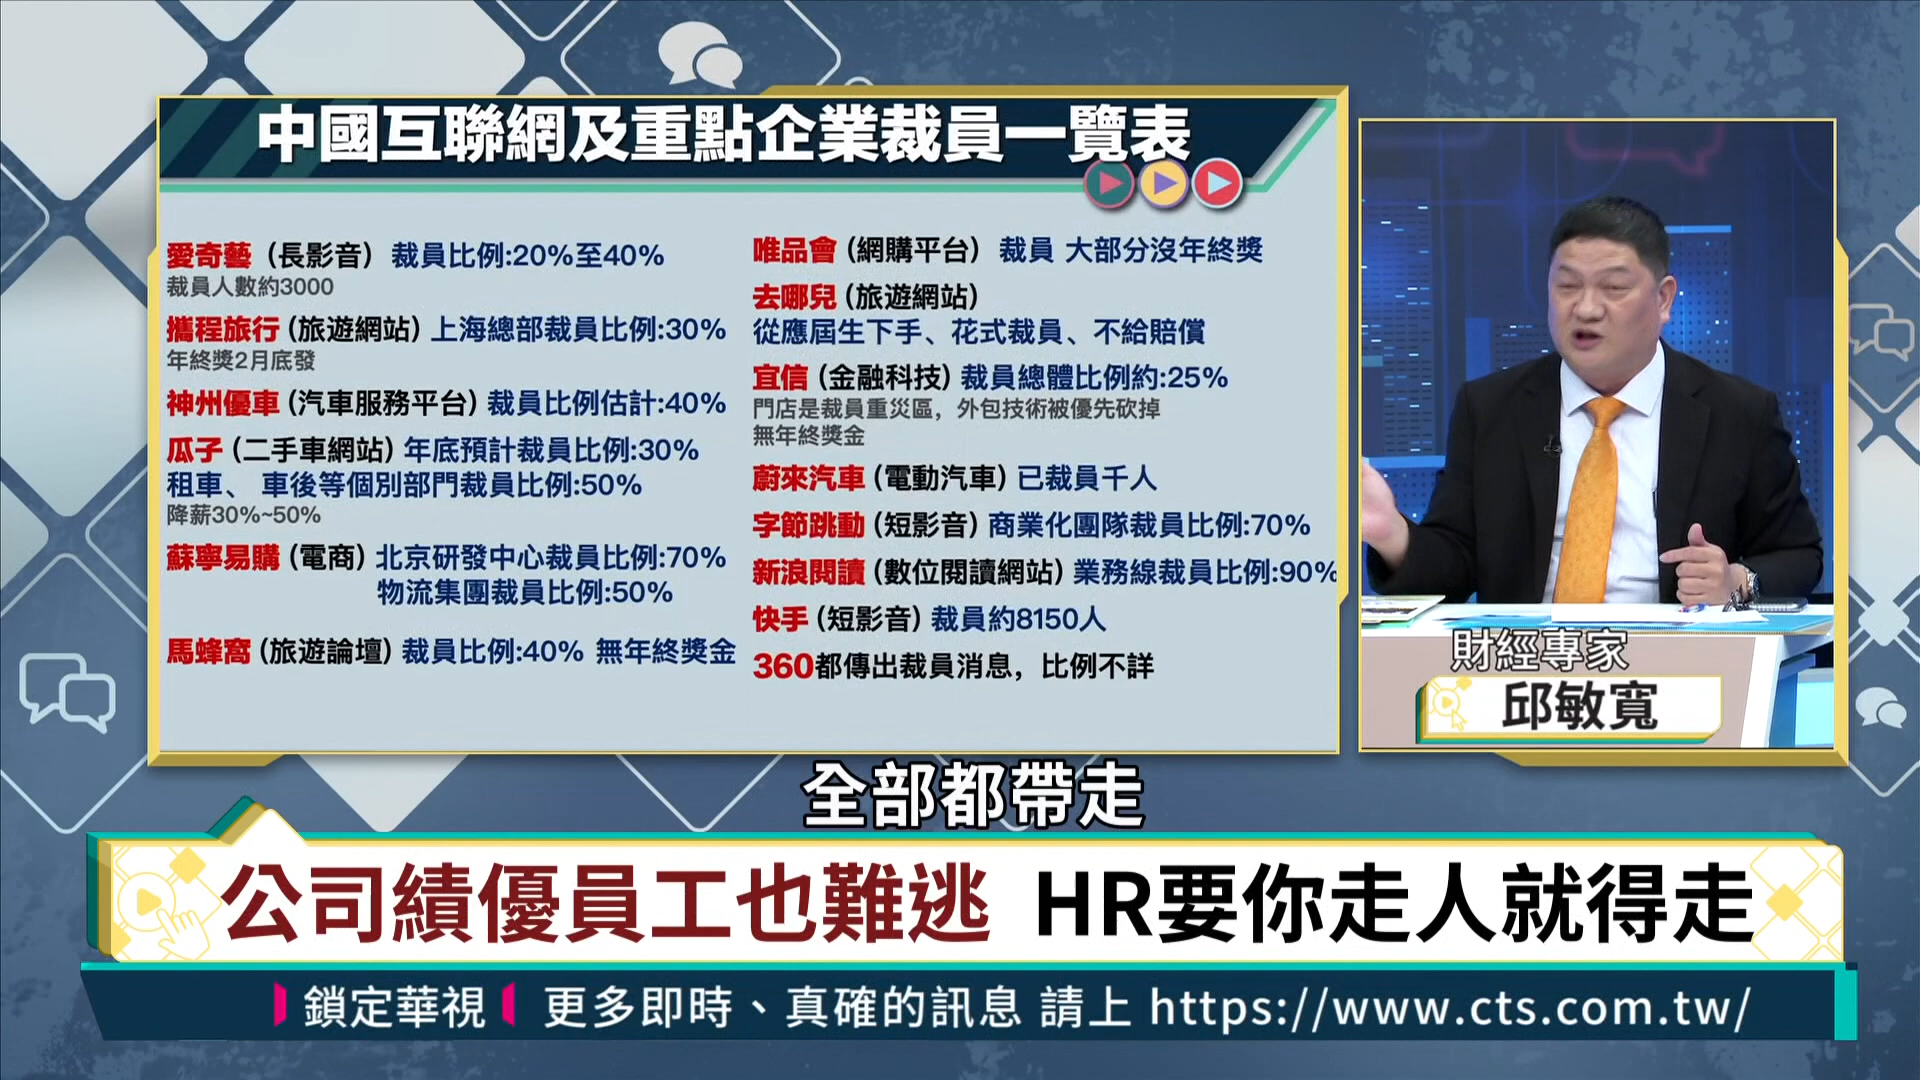 中國互聯網及重點企業裁員一覽表
愛奇藝（長影音）裁員比例:20%至40%
裁員人數約3000
攜程旅行（旅遊網站）上海總部裁員比例:30%
年終獎2月底發
神州優車（汽車服務平台）裁員比例估計:40%
瓜子（二手車網站）年底預計裁員比例:30%
租車、車後等個別部門裁員比例:50%
降薪30%~50%
蘇寧易購（電商）北京研發中心裁員比例:70%
物流集團裁員比例:50%
馬蜂窩（旅遊論壇）裁員比例:40% 無年終獎金
唯品會（網購平台）裁員 大部分沒年終獎
去哪兒（旅遊網站）
從應屆生下手、花式裁員、不給賠償
宜信（金融科技）裁員總體比例約:25%
門店是裁員重災區，外包技術被優先砍掉
無年終獎金
蔚來汽車（電動汽車）已裁員千人
字節跳動（短影音）商業化團隊裁員比例:70%
新浪閱讀（數位閱讀網站）業務線裁員比例:90%
快手（短影音）裁員約8150人
360都傳出裁員消息，比例不詳
財經專家
邱敏寬
全部都帶走
公司績優員工也難逃 HR要你走人就得走
鎖定華視 更多即時、真確的訊息 請上 https://www.cts.com.tw/